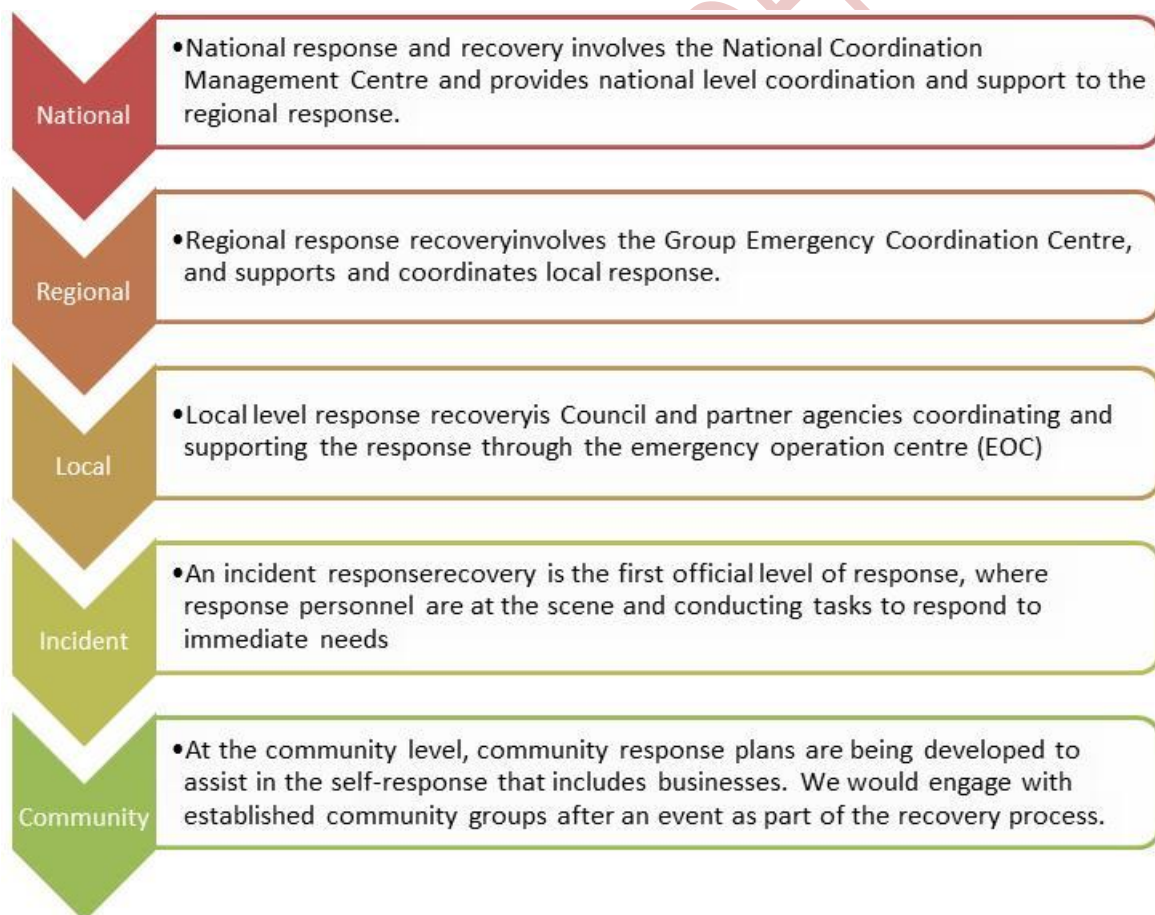 National
•National response and recovery involves the National Coordination
Management Centre and provides national level coordination and support to the
regional response.
Regional
•Regional response recoveryinvolves the Group Emergency Coordination Centre,
and supports and coordinates local response.
Local
•Local level response recoveryis Council and partner agencies coordinating and
supporting the response through the emergency operation centre (EOC)
Incident
•An incident responserecovery is the first official level of response, where
response personnel are at the scene and conducting tasks to respond to
immediate needs
Community
•At the community level, community response plans are being developed to
assist in the self-response that includes businesses. We would engage with
established community groups after an event as part of the recovery process.